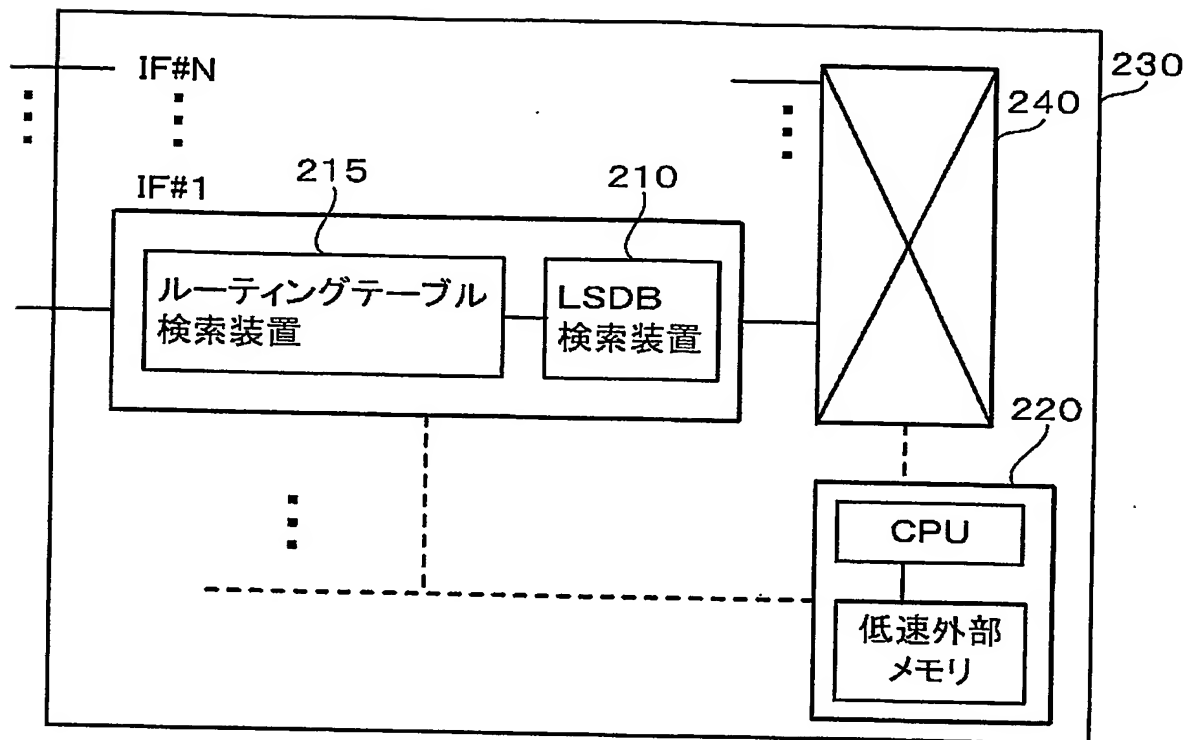 IF#N
230
240
IF#1
215
210
ルーティングテーブル
検索装置
LSDB
検索装置
220
CPU
低速外部
メモリ